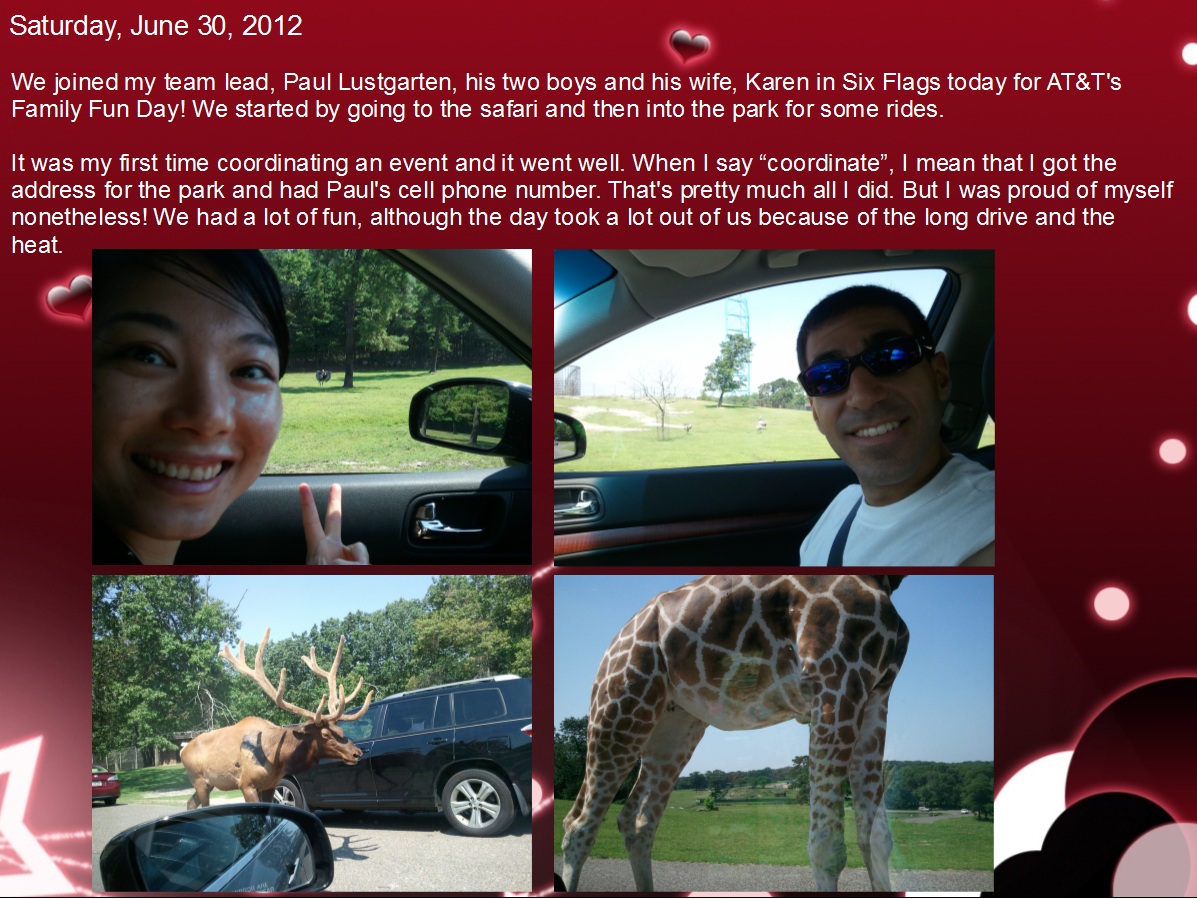 Saturday, June 30, 2012
We joined my team lead, Paul Lustgarten, his two boys and his wife, Karen in Six Flags today for AT&T's
Family Fun Day! We started by going to the safari and then into the park for some rides.
It was my first time coordinating an event and it went well. When I say “coordinate”, I mean that I got the
address for the park and had Paul's cell phone number. That's pretty much all I did. But I was proud of myself
nonetheless! We had a lot of fun, although the day took a lot out of us because of the long drive and the
heat.